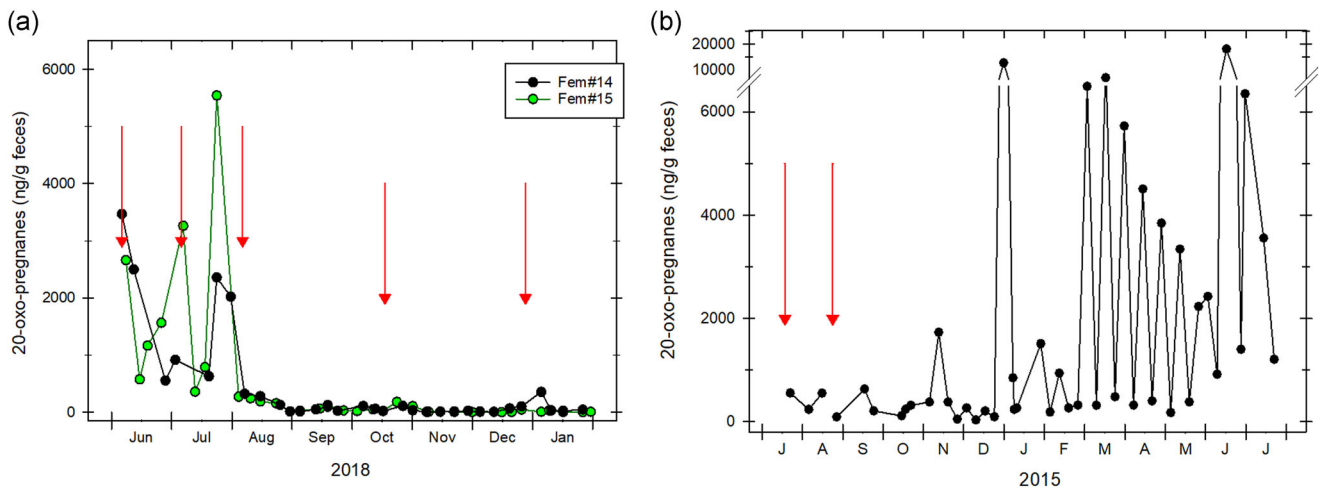 (a)
6000
4000
2000
0
20-oxo-pregnanes (ng/g feces)
Fem#14
Fem#15
Jun Jul Aug Sep Oct Nov Dec Jan
2018
(b)
20000
10000
6000
4000
2000
0
20-oxo-pregnanes (ng/g feces)
J A S O N D J F M A M J J
2015